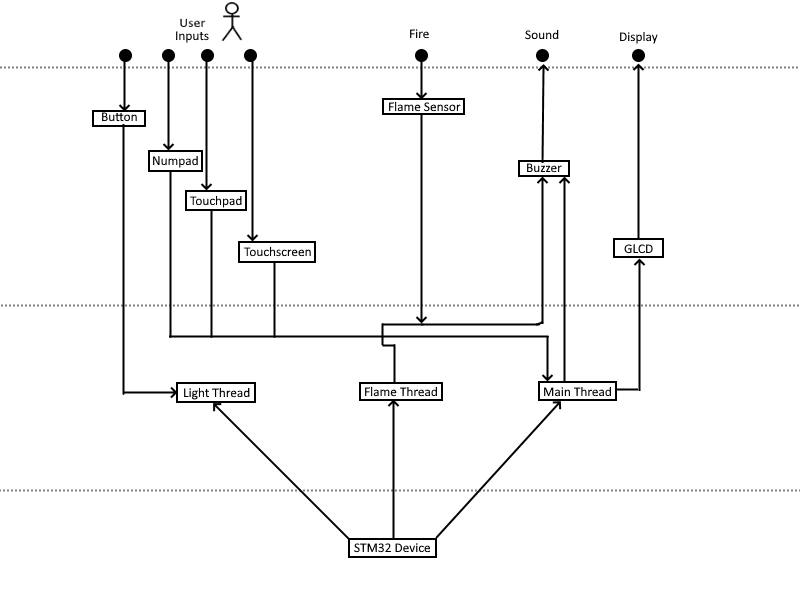 User
Inputs
Fire
Sound
Display
Button
Flame Sensor
Numpad
Buzzer
Touchpad
Touchscreen
GLCD
Light Thread
Flame Thread
Main Thread
STM32 Device